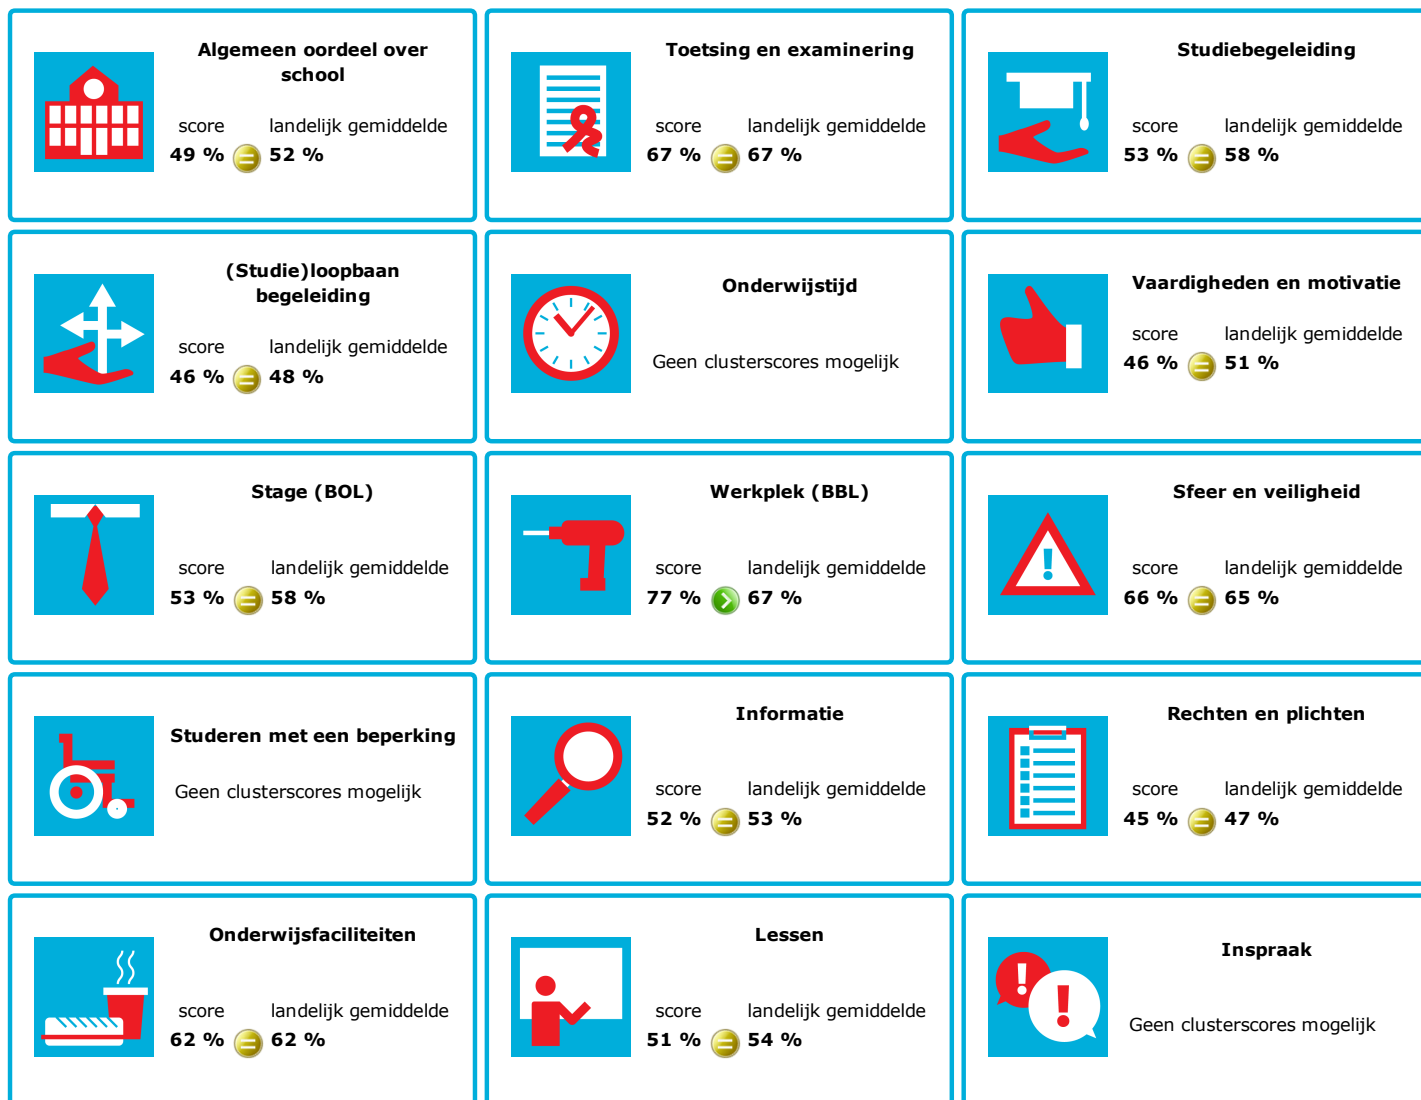 Algemeen oordeel over
school
score landelijk gemiddelde
49 % = 52 %
Toetsing en examinering
score landelijk gemiddelde
67 % = 67 %
Studiebegeleiding
score landelijk gemiddelde
53 % = 58 %
(Studie)loopbaan
begeleiding
score landelijk gemiddelde
46 % = 48 %
Onderwijstijd
Geen clusterscores mogelijk
Vaardigheden en motivatie
score landelijk gemiddelde
46 % = 51 %
Stage (BOL)
score landelijk gemiddelde
53 % = 58 %
Werkplek (BBL)
score landelijk gemiddelde
77 % > 67 %
Sfeer en veiligheid
score landelijk gemiddelde
66 % = 65 %
Studeren met een beperking
Geen clusterscores mogelijk
Informatie
score landelijk gemiddelde
52 % = 53 %
Rechten en plichten
score landelijk gemiddelde
45 % = 47 %
Onderwijsfaciliteiten
score landelijk gemiddelde
62 % = 62 %
Lessen
score landelijk gemiddelde
51 % = 54 %
Inspraak
Geen clusterscores mogelijk